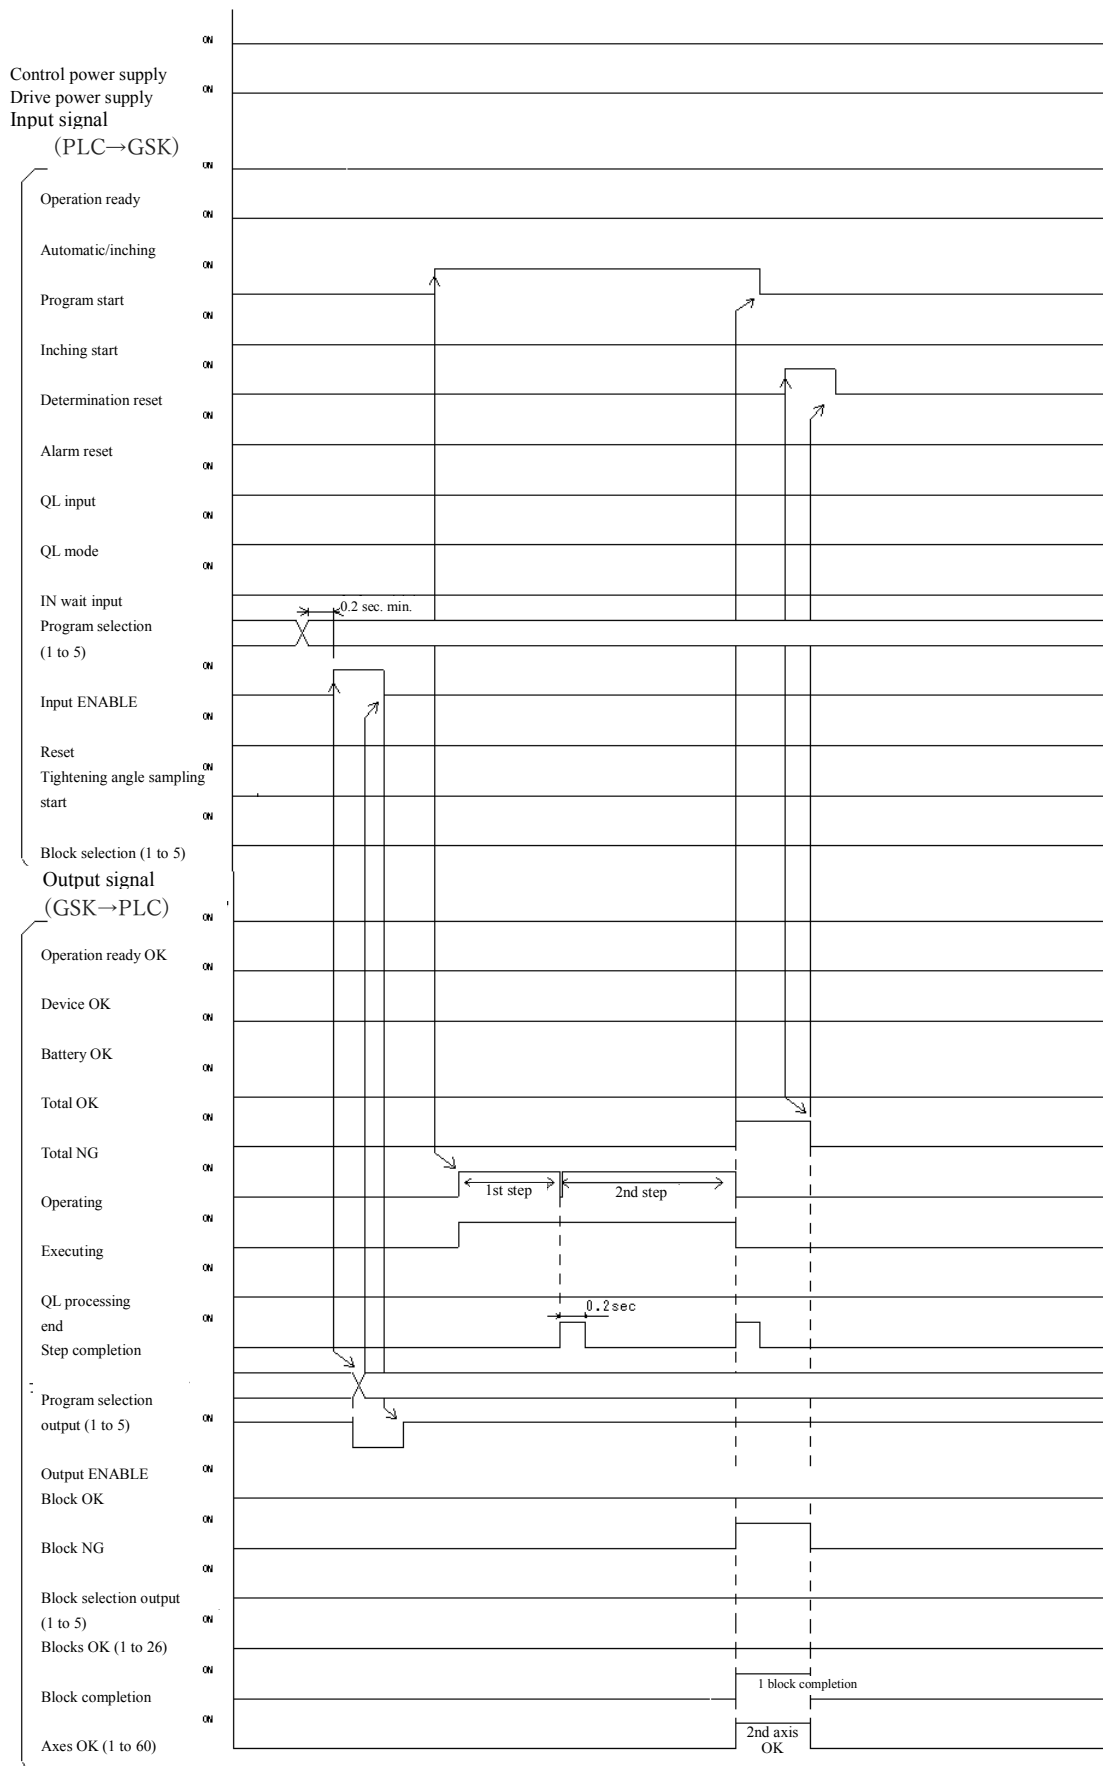 ON
Control power supply
ON
Drive power supply
Input signal
(PLC→GSK)
ON
Operation ready
ON
Automatic/inching
ON
Program start
ON
Inching start
ON
Determination reset
ON
Alarm reset
ON
QL input
ON
QL mode
ON
IN wait input
0.2 sec. min.
Program selection
(1 to 5)
ON
Input ENABLE
ON
Reset
ON
Tightening angle sampling
start
ON
Block selection (1 to 5)
Output signal
(GSK→PLC)
ON
Operation ready OK
ON
Device OK
ON
Battery OK
ON
Total OK
ON
Total NG
ON
1st step
2nd step
Operating
ON
Executing
ON
QL processing
end
0.2sec
ON
Step completion
Program selection
output (1 to 5)
ON
Output ENABLE
ON
Block OK
ON
Block NG
ON
Block selection output
(1 to 5)
ON
Blocks OK (1 to 26)
ON
1 block completion
Block completion
ON
2nd axis
OK
Axes OK (1 to 60)